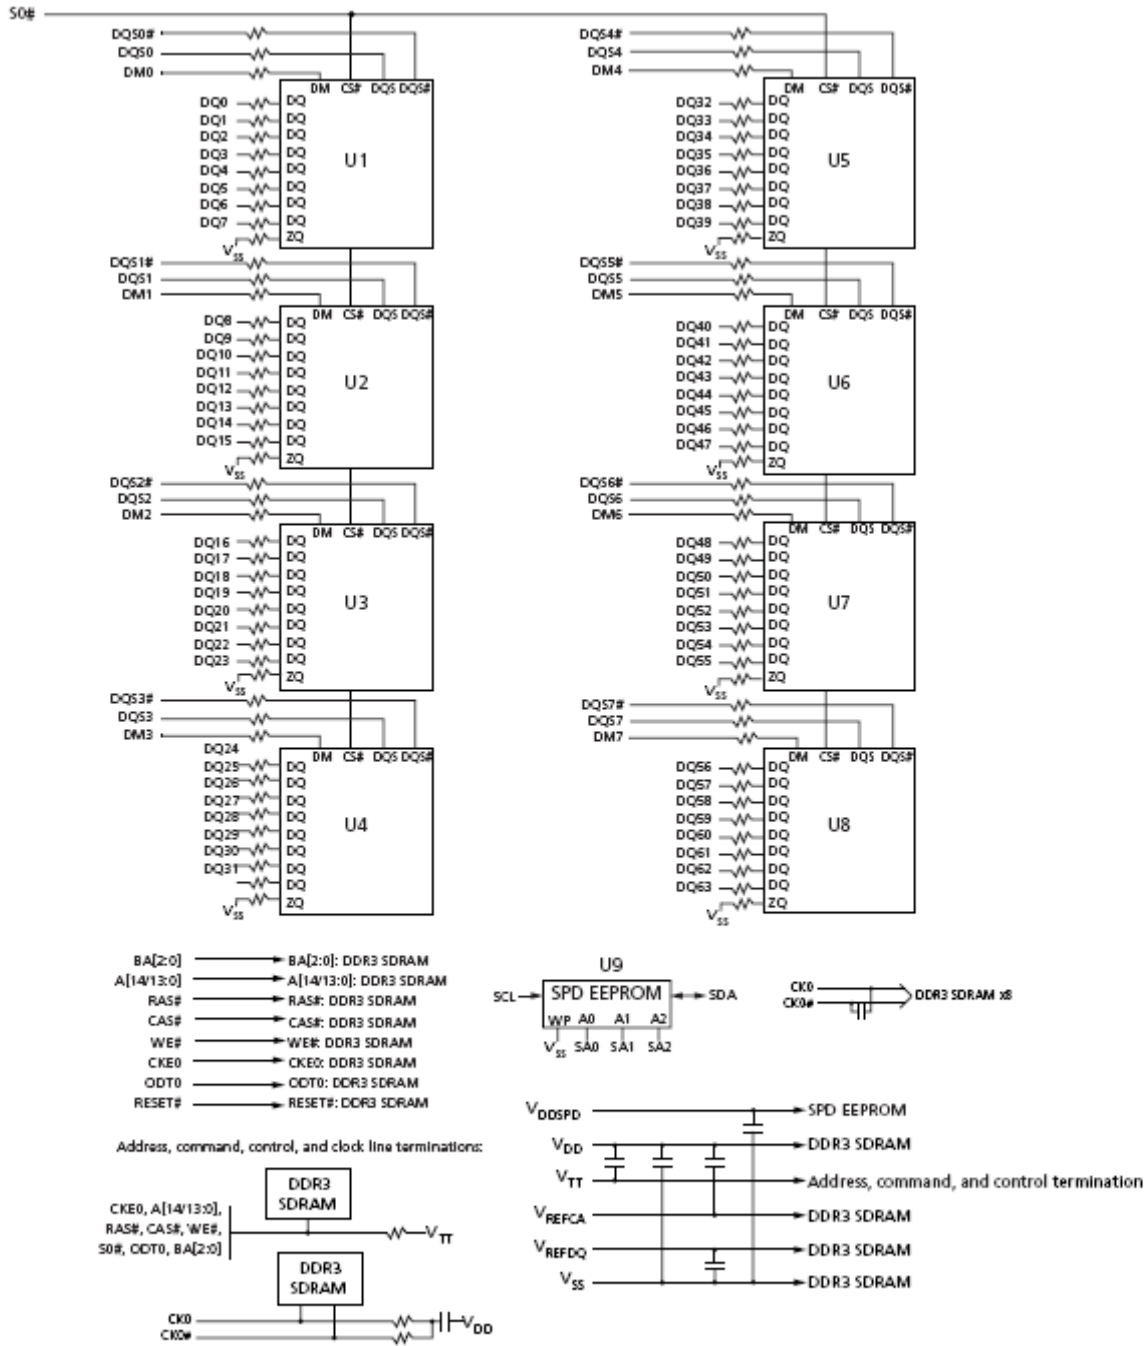 S0#
DQS0#
DQS0
DM0
DM CS# DQS DQS#
DQ0 DQ
DQ1 DQ
DQ2 DQ
DQ3 DQ
DQ4 DQ
DQ5 DQ
DQ6 DQ
DQ7 DQ
VSS ZQ
U1
DQS1#
DQS1
DM1
DM CS# DQS DQS#
DQ8 DQ
DQ9 DQ
DQ10 DQ
DQ11 DQ
DQ12 DQ
DQ13 DQ
DQ14 DQ
DQ15 DQ
VSS ZQ
U2
DQS2#
DQS2
DM2
DM CS# DQS DQS#
DQ16 DQ
DQ17 DQ
DQ18 DQ
DQ19 DQ
DQ20 DQ
DQ21 DQ
DQ22 DQ
DQ23 DQ
VSS ZQ
U3
DQS3#
DQS3
DM3
DM CS# DQS DQS#
DQ24
DQ25 DQ
DQ26 DQ
DQ27 DQ
DQ28 DQ
DQ29 DQ
DQ30 DQ
DQ31 DQ
DQ
VSS ZQ
U4
DQS4#
DQS4
DM4
DM CS# DQS DQS#
DQ32 DQ
DQ33 DQ
DQ34 DQ
DQ35 DQ
DQ36 DQ
DQ37 DQ
DQ38 DQ
DQ39 DQ
VSS ZQ
U5
DQS5#
DQS5
DM5
DM CS# DQS DQS#
DQ40 DQ
DQ41 DQ
DQ42 DQ
DQ43 DQ
DQ44 DQ
DQ45 DQ
DQ46 DQ
DQ47 DQ
VSS ZQ
U6
DQS6#
DQS6
DM6
DM CS# DQS DQS#
DQ48 DQ
DQ49 DQ
DQ50 DQ
DQ51 DQ
DQ52 DQ
DQ53 DQ
DQ54 DQ
DQ55 DQ
VSS ZQ
U7
DQS7#
DQS7
DM7
DM CS# DQS DQS#
DQ56 DQ
DQ57 DQ
DQ58 DQ
DQ59 DQ
DQ60 DQ
DQ61 DQ
DQ62 DQ
DQ63 DQ
VSS ZQ
U8
BA[2:0] BA[2:0]: DDR3 SDRAM
A[14/13:0] A[14/13:0]: DDR3 SDRAM
RAS# RAS#: DDR3 SDRAM
CAS# CAS#: DDR3 SDRAM
WE# WE#: DDR3 SDRAM
CKE0 CKE0: DDR3 SDRAM
ODT0 ODT0: DDR3 SDRAM
RESET# RESET#: DDR3 SDRAM
U9
SCL SPD EEPROM SDA
WP A0 A1 A2
VSS SA0 SA1 SA2
CK0
CK0#
DDR3 SDRAM x8
Address, command, control, and clock line terminations:
DDR3
SDRAM
CKE0, A[14/13:0],
RAS#, CAS#, WE#,
S0#, ODT0, BA[2:0]
VTT
DDR3
SDRAM
CK0
CK0#
VDD
VDDSPD SPD EEPROM
VDD DDR3 SDRAM
VTT Address, command, and control termination
VREFCA DDR3 SDRAM
VREFDQ DDR3 SDRAM
VSS DDR3 SDRAM